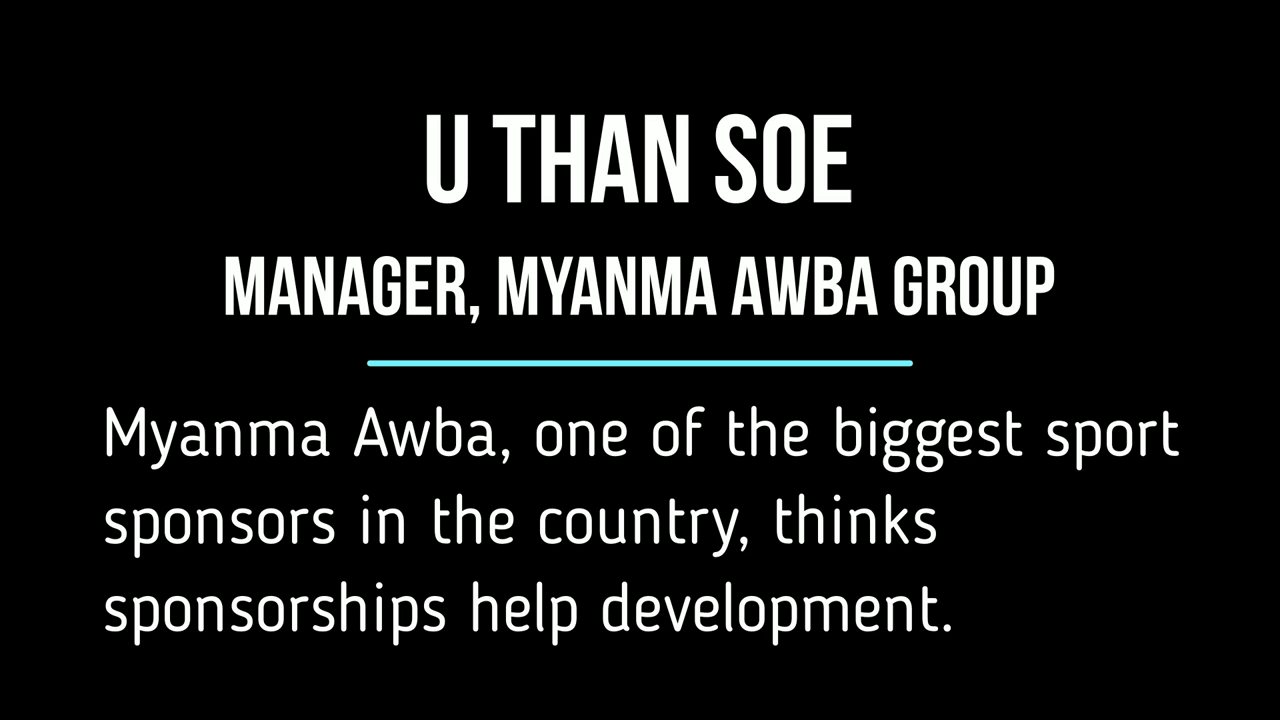 U THAN SOE
MANAGER, MYANMA AWBA GROUP
Myanma Awba, one of the biggest sport
sponsors in the country, thinks
sponsorships help development.